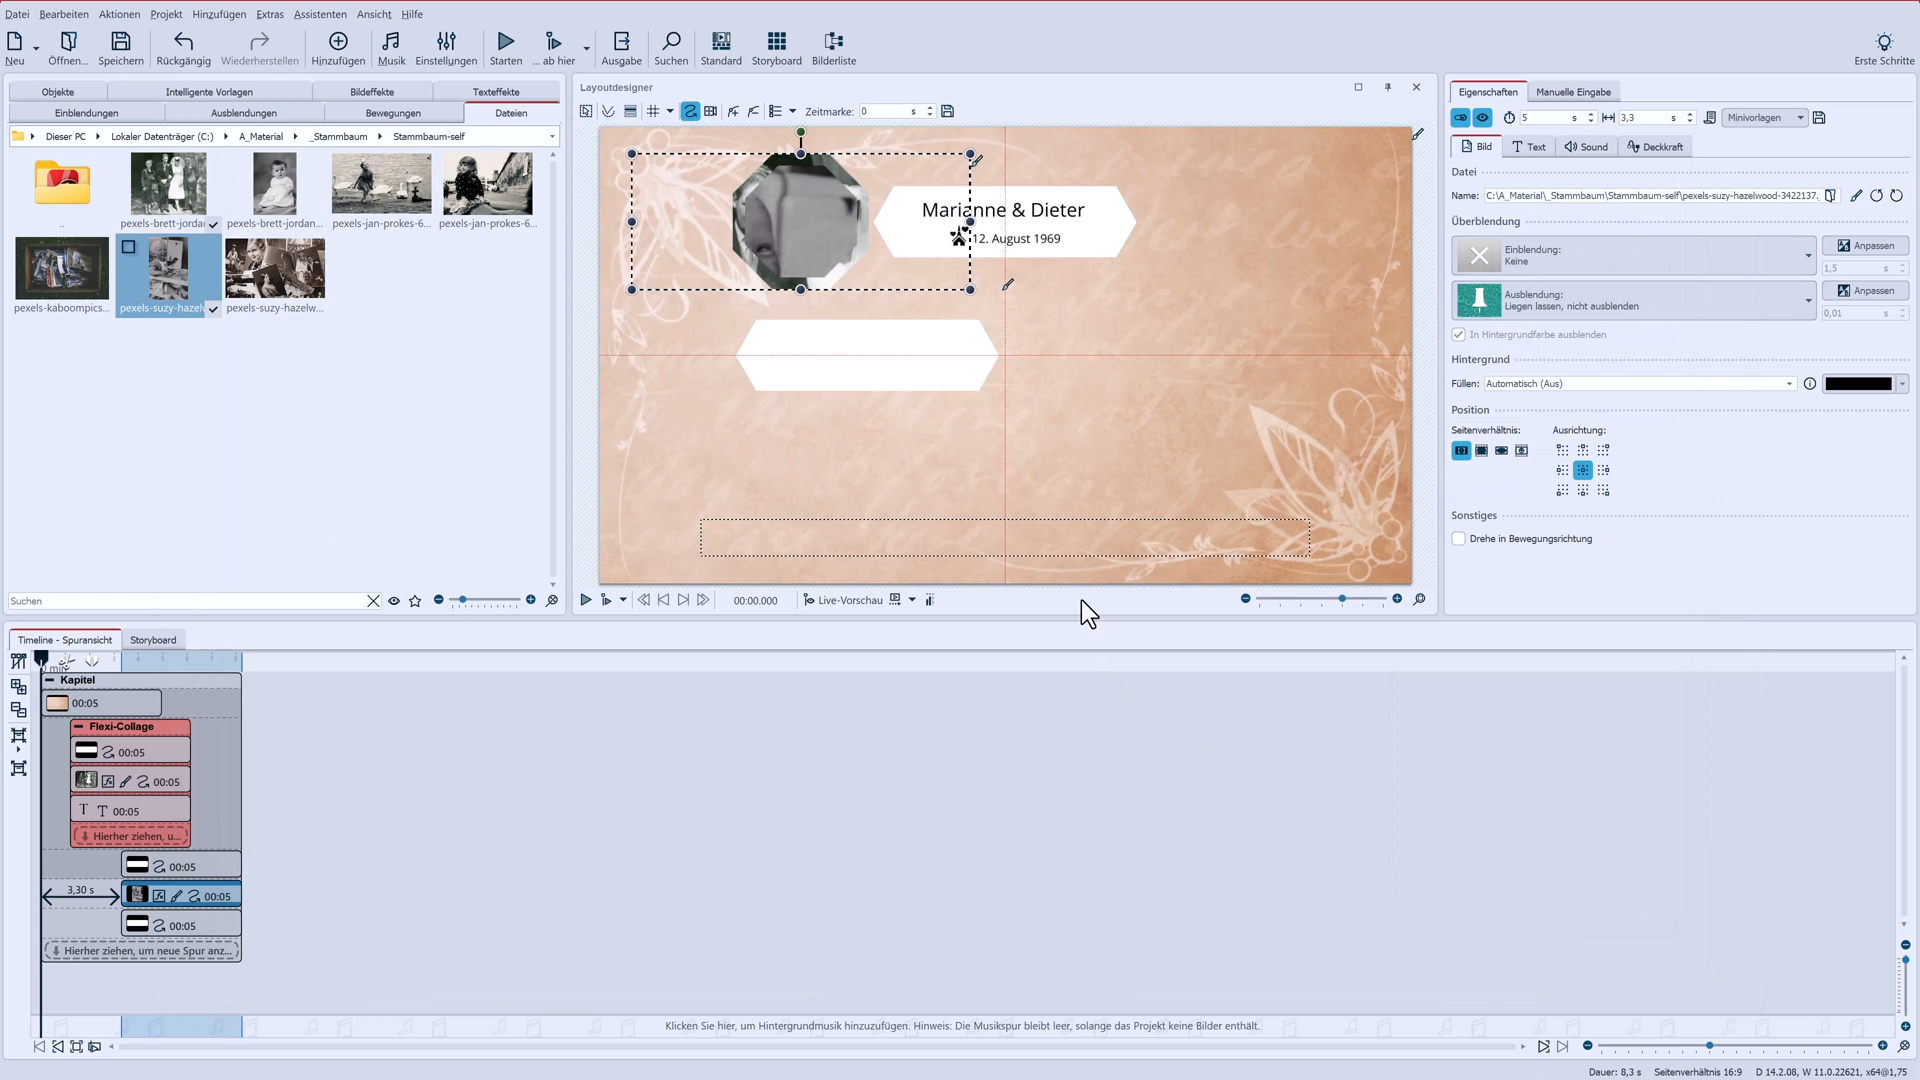 Datei Bearbeiten Aktionen Projekt Hinzufügen Extras Assistenten Ansicht Hilfe
Neu Öffnen... Speichern Rückgängig Wiederherstellen Hinzufügen Musik Einstellungen Starten ... ab hier Ausgabe Suchen Standard Storyboard Bilderliste Erste Schritte
Objekte Intelligente Vorlagen Bildeffekte Texteffekte
Einblendungen Ausblendungen Bewegungen Dateien
Dieser PC Lokaler Datenträger (C:) A_Material _Stammbaum Stammbaum-self
..
pexels-brett-jordan pexels-brett-jordan... pexels-jan-prokes-6... pexels-jan-prokes-6...
pexels-kaboompics... pexels-suzy-hazelw pexels-suzy-hazelw...
Suchen
Layoutdesigner
Zeitmarke: 0 s
Marianne & Dieter
12. August 1969
00:00.000 Live-Vorschau
Eigenschaften Manuelle Eingabe
5 s 3,3 s Minivorlagen
Bild Text Sound Deckkraft
Datei
Name: C:\A_Material\_Stammbaum\Stammbaum-self\pexels-suzy-hazelwood-3422137.
Überblendung
Einblendung:
Keine
Anpassen
1,5 s
Ausblendung:
Liegen lassen, nicht ausblenden
Anpassen
0,01 s
In Hintergrundfarbe ausblenden
Hintergrund
Füllen: Automatisch (Aus)
Position
Seitenverhältnis: Ausrichtung:
Sonstiges
Drehe in Bewegungsrichtung
Timeline - Spuransicht Storyboard
Kapitel
00:05
Flexi-Collage
00:05
00:05
T T 00:05
Hierher ziehen, u...
00:05
3,30 s 00:05
00:05
Hierher ziehen, um neue Spur anz...
Klicken Sie hier, um Hintergrundmusik hinzuzufügen. Hinweis: Die Musikspur bleibt leer, solange das Projekt keine Bilder enthält.
Dauer: 8,3 s Seitenverhältnis 16:9 D 14.2.08, W 11.0.22621, x64@1,75